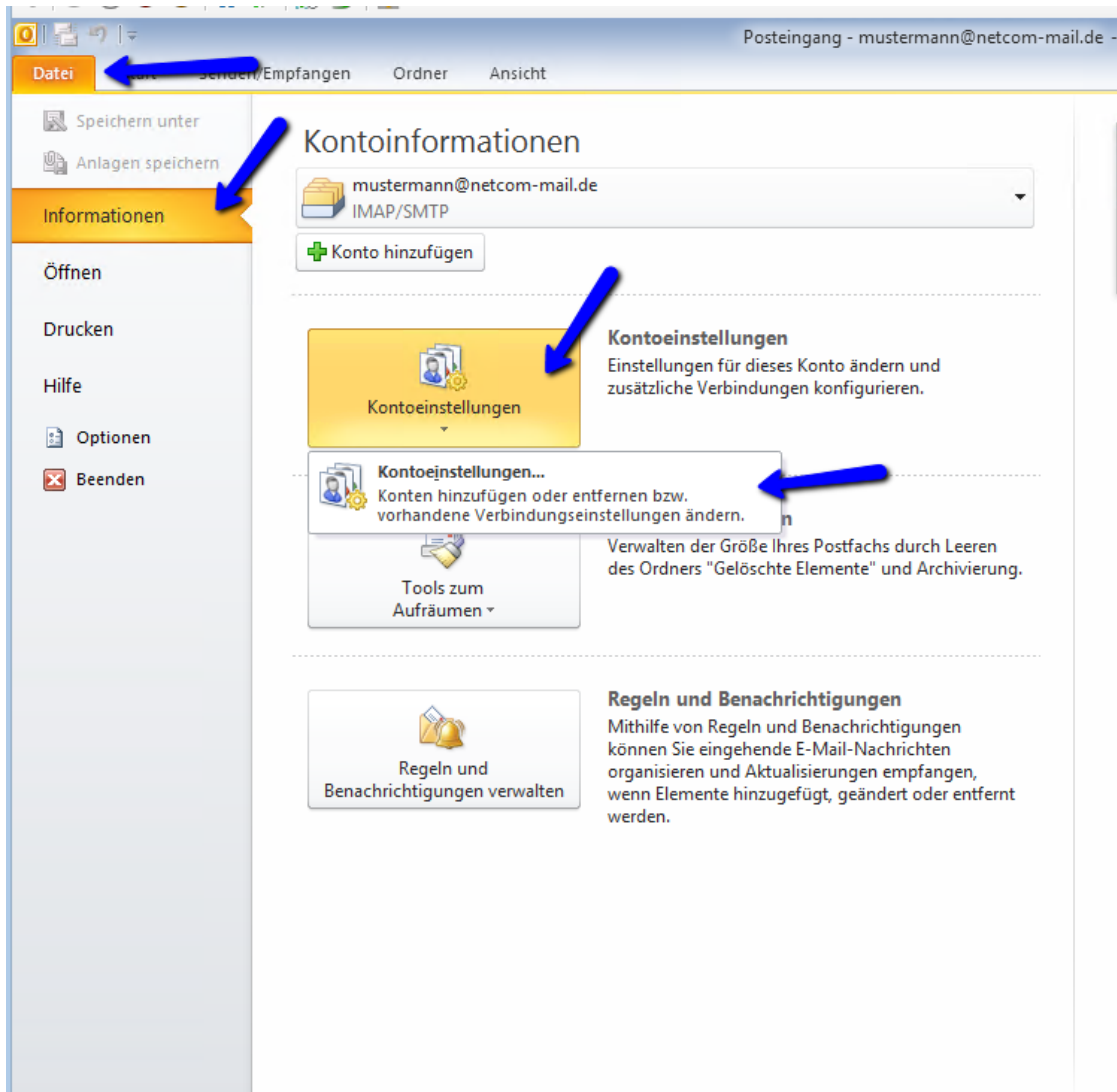 Posteingang - mustermann@netcom-mail.de -
Datei
Senden/Empfangen
Ordner
Ansicht
Speichern unter
Anlagen speichern
Informationen
Öffnen
Drucken
Hilfe
Optionen
Beenden
Kontoinformationen
mustermann@netcom-mail.de
IMAP/SMTP
Konto hinzufügen
Kontoeinstellungen
Kontoeinstellungen
Einstellungen für dieses Konto ändern und
zusätzliche Verbindungen konfigurieren.
Kontoeinstellungen...
Konten hinzufügen oder entfernen bzw.
vorhandene Verbindungseinstellungen ändern.
Tools zum
Aufräumen
Verwalten der Größe Ihres Postfachs durch Leeren
des Ordners "Gelöschte Elemente" und Archivierung.
Regeln und
Benachrichtigungen verwalten
Regeln und Benachrichtigungen
Mithilfe von Regeln und Benachrichtigungen
können Sie eingehende E-Mail-Nachrichten
organisieren und Aktualisierungen empfangen,
wenn Elemente hinzugefügt, geändert oder entfernt
werden.